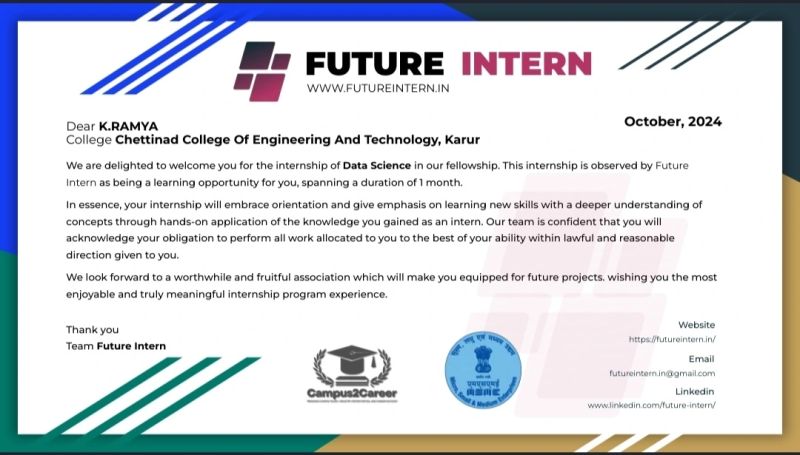 FUTURE INTERN
WWW.FUTUREINTERN.IN
October, 2024
Dear K.RAMYA
College Chettinad College Of Engineering And Technology, Karur
We are delighted to welcome you for the internship of Data Science in our fellowship. This internship is observed by Future
Intern as being a learning opportunity for you, spanning a duration of 1 month.
In essence, your internship will embrace orientation and give emphasis on learning new skills with a deeper understanding of
concepts through hands-on application of the knowledge you gained as an intern. Our team is confident that you will
acknowledge your obligation to perform all work allocated to you to the best of your ability within lawful and reasonable
direction given to you.
We look forward to a worthwhile and fruitful association which will make you equipped for future projects. wishing you the most
enjoyable and truly meaningful internship program experience.
Thank you
Team Future Intern
Campus2Career
एमएसएमई
MSME
Micro, Small & Medium Enterprises
Website
https://futureintern.in/
Email
futureintern.in@gmail.com
Linkedin
www.linkedin.com/future-intern/